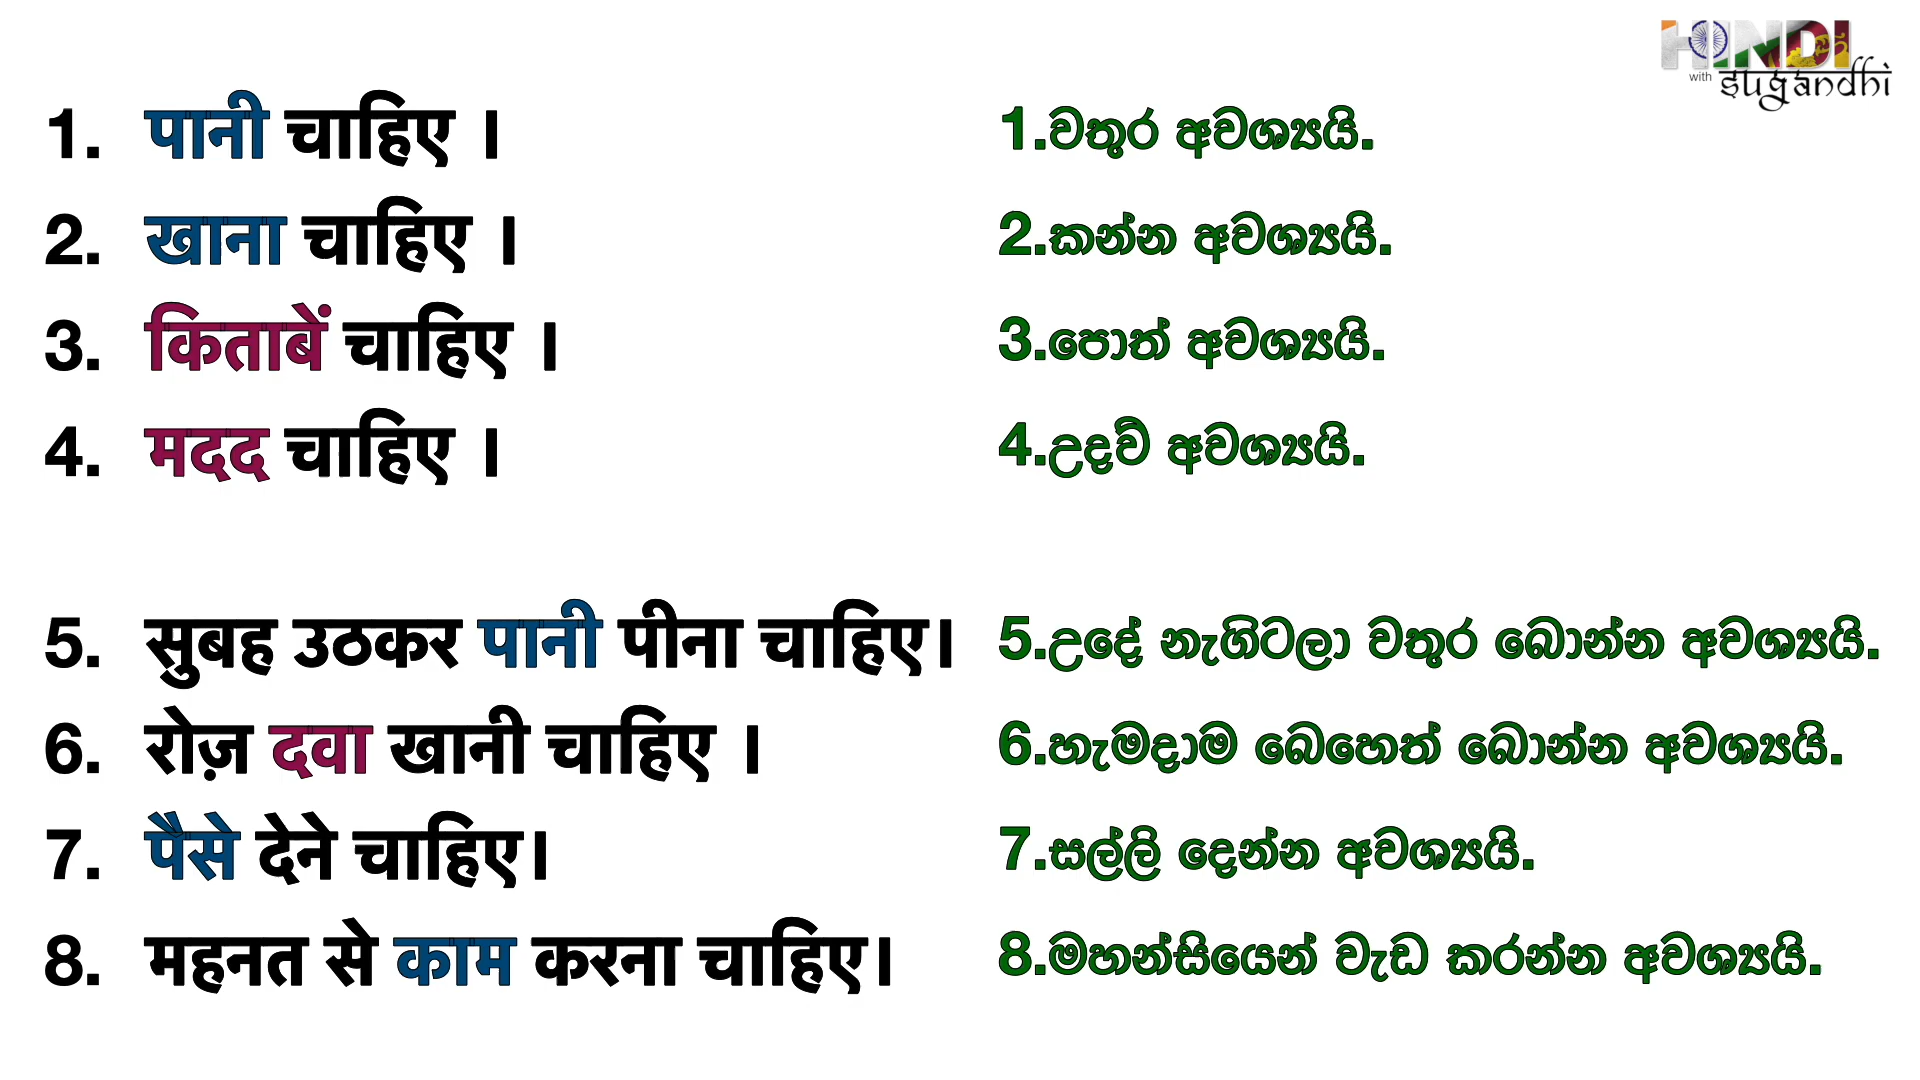 HINDI
with sugandhi
1. पानी चाहिए ।
2. खाना चाहिए ।
3. किताबें चाहिए ।
4. मदद चाहिए ।
5. सुबह उठकर पानी पीना चाहिए।
6. रोज़ दवा खानी चाहिए ।
7. पैसे देने चाहिए।
8. महनत से काम करना चाहिए।
1.වතුර අවශ්‍යයි.
2.කන්න අවශ්‍යයි.
3.පොත් අවශ්‍යයි.
4.උදව් අවශ්‍යයි.
5.උදේ නැගිටලා වතුර බොන්න අවශ්‍යයි.
6.හැමදාම බෙහෙත් බොන්න අවශ්‍යයි.
7.සල්ලි දෙන්න අවශ්‍යයි.
8.මහන්සියෙන් වැඩ කරන්න අවශ්‍යයි.